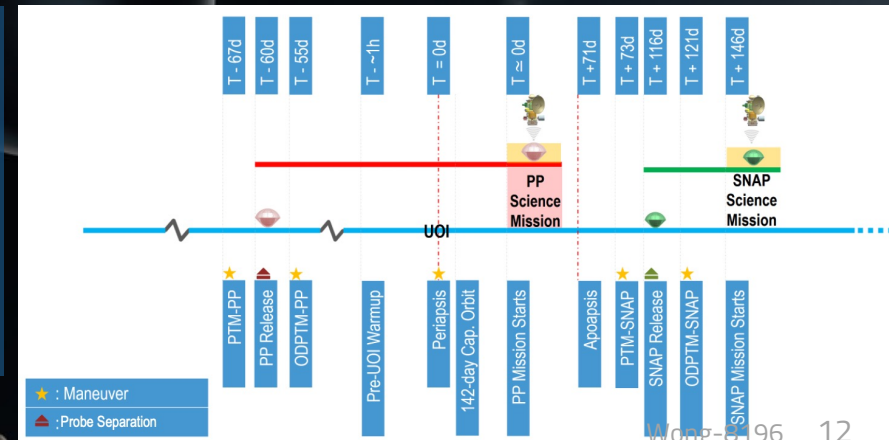 T - 67d
T - 60d
T - 55d
T - ~1h
T = 0d
T ≃ 0d
T +71d
T + 73d
T + 116d
T + 121d
T + 146d
PP
Science
Mission
SNAP
Science
Mission
UOI
PTM-PP
PP Release
ODPTM-PP
Pre-UOI Warmup
Periapsis
142-day Cap. Orbit
PP Mission Starts
Apoapsis
PTM-SNAP
SNAP Release
ODPTM-SNAP
SNAP Mission Starts
: Maneuver
: Probe Separation
Wong-8196 12